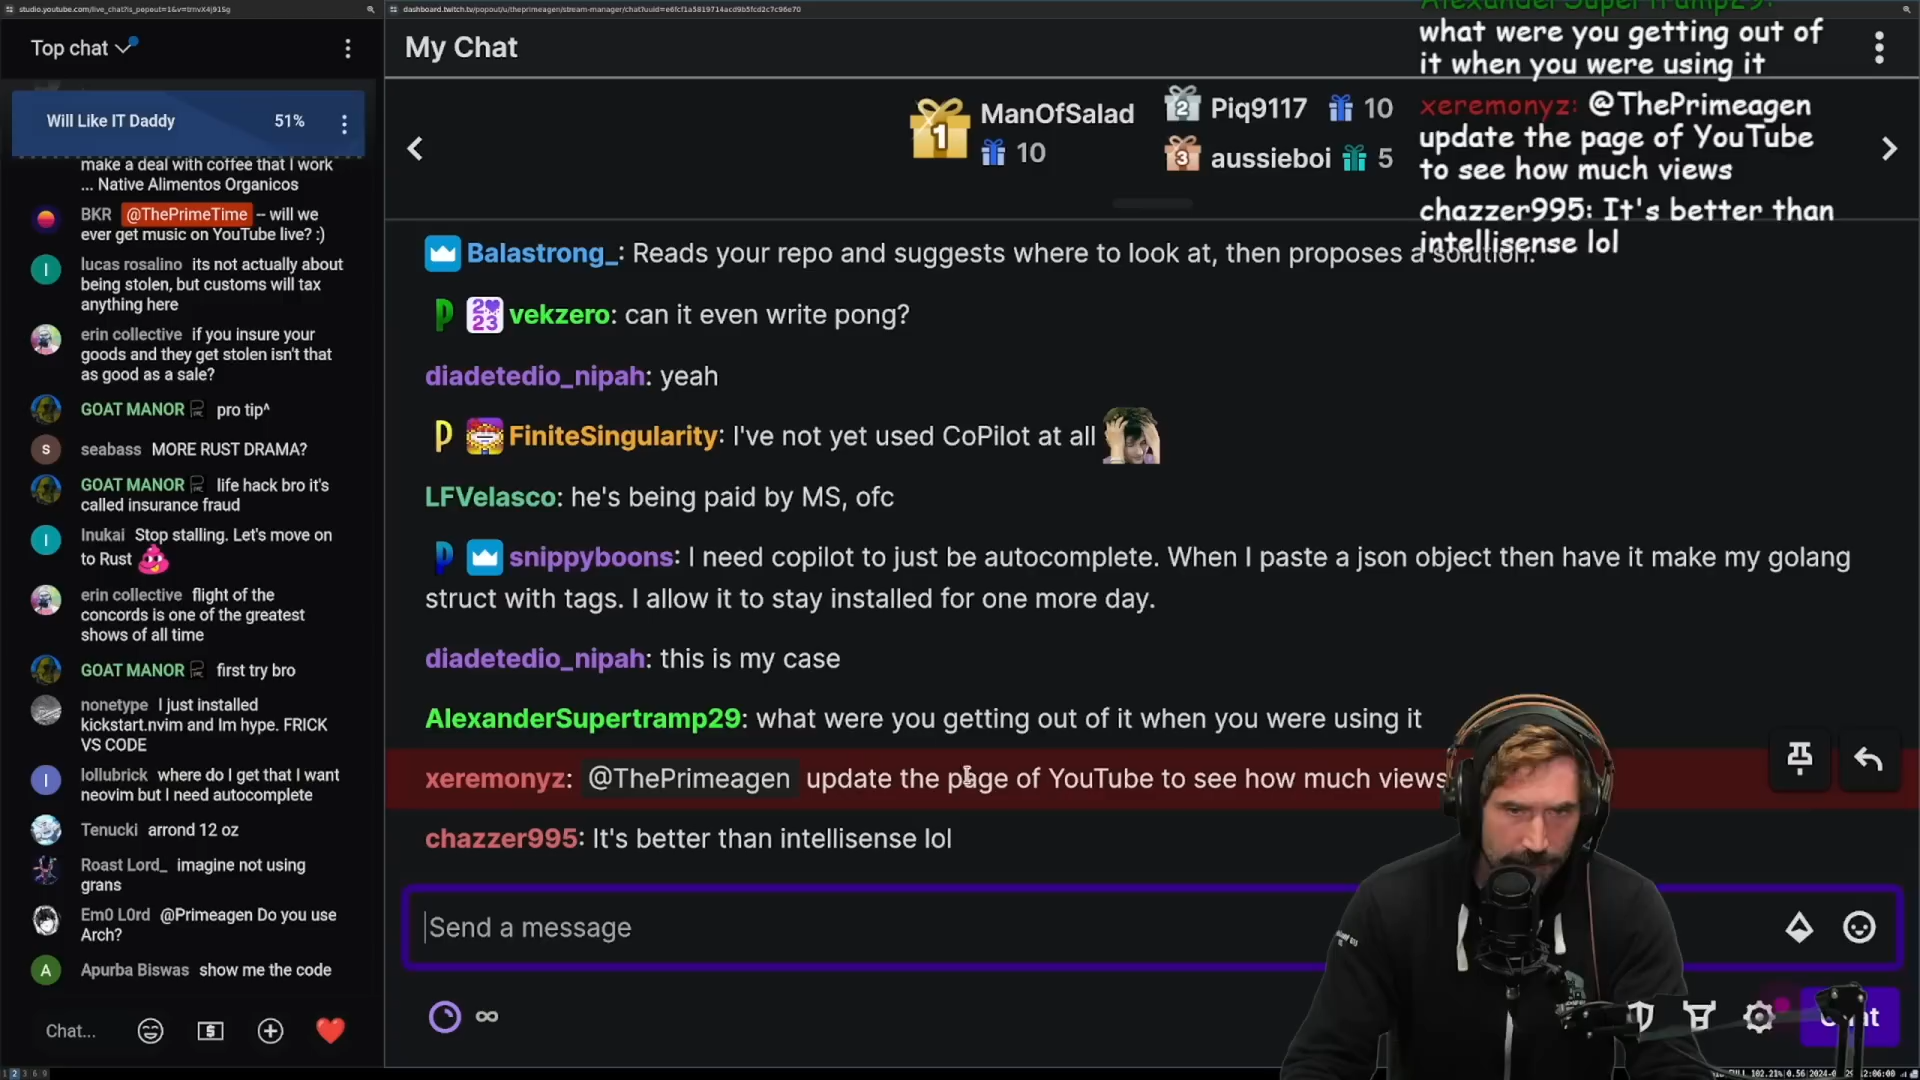 studio.youtube.com/live_chat?is_popout=1&v=trnvX4j915g
Top chat
Will Like IT Daddy 51%
make a deal with coffee that I work
... Native Alimentos Organicos
BKR @ThePrimeTime -- will we
ever get music on YouTube live? :)
lucas rosalino its not actually about
being stolen, but customs will tax
anything here
erin collective if you insure your
goods and they get stolen isn't that
as good as a sale?
GOAT MANOR pro tip^
seabass MORE RUST DRAMA?
GOAT MANOR life hack bro it's
called insurance fraud
Inukai Stop stalling. Let's move on
to Rust
erin collective flight of the
concords is one of the greatest
shows of all time
GOAT MANOR first try bro
nonetype I just installed
kickstart.nvim and Im hype. FRICK
VS CODE
lollubrick where do I get that I want
neovim but I need autocomplete
Tenucki arrond 12 oz
Roast Lord_ imagine not using
grans
Em0 L0rd @Primeagen Do you use
Arch?
Apurba Biswas show me the code
Chat...
My Chat
1 ManOfSalad
10
2 Piq9117 10
3 aussieboi 5
Alexander Supertramp29:
what were you getting out of
it when you were using it
xeremonyz: @ThePrimeagen
update the page of YouTube
to see how much views
chazzer995: It's better than
intellisense lol
Balastrong_: Reads your repo and suggests where to look at, then proposes a solution.
vekzero: can it even write pong?
diadetedio_nipah: yeah
FiniteSingularity: I've not yet used CoPilot at all
LFVelasco: he's being paid by MS, ofc
snippyboons: I need copilot to just be autocomplete. When I paste a json object then have it make my golang
struct with tags. I allow it to stay installed for one more day.
diadetedio_nipah: this is my case
AlexanderSupertramp29: what were you getting out of it when you were using it
xeremonyz: @ThePrimeagen update the page of YouTube to see how much views
chazzer995: It's better than intellisense lol
Send a message
∞